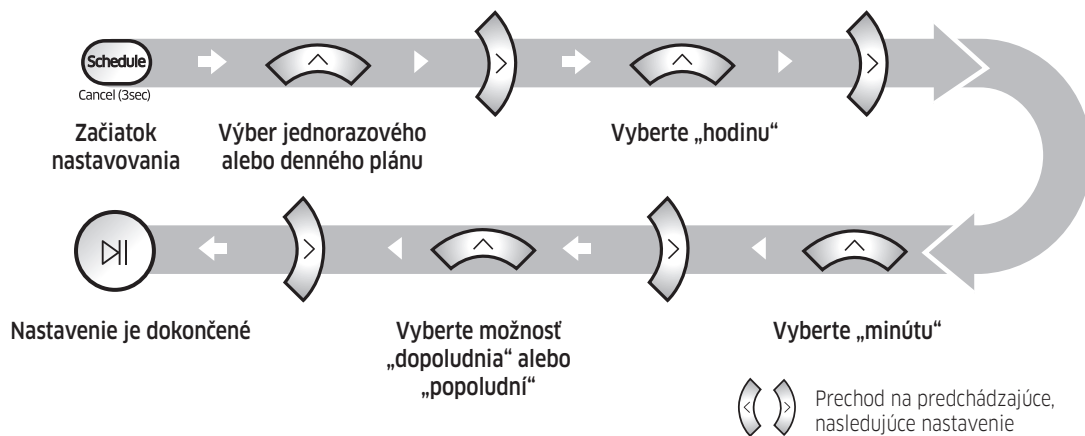 Schedule
Cancel (3sec)
Začiatok
nastavovania
Výber jednorazového
alebo denného plánu
Vyberte „hodinu“
Nastavenie je dokončené
Vyberte možnosť
„dopoludnia“ alebo
„popoludní“
Vyberte „minútu“
Prechod na predchádzajúce,
nasledujúce nastavenie